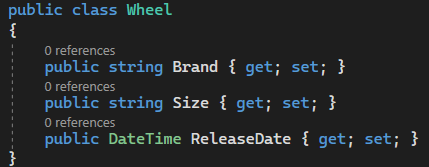 public class Wheel
{
0 references
public string Brand { get; set; }
0 references
public string Size { get; set; }
0 references
public DateTime ReleaseDate { get; set; }
}